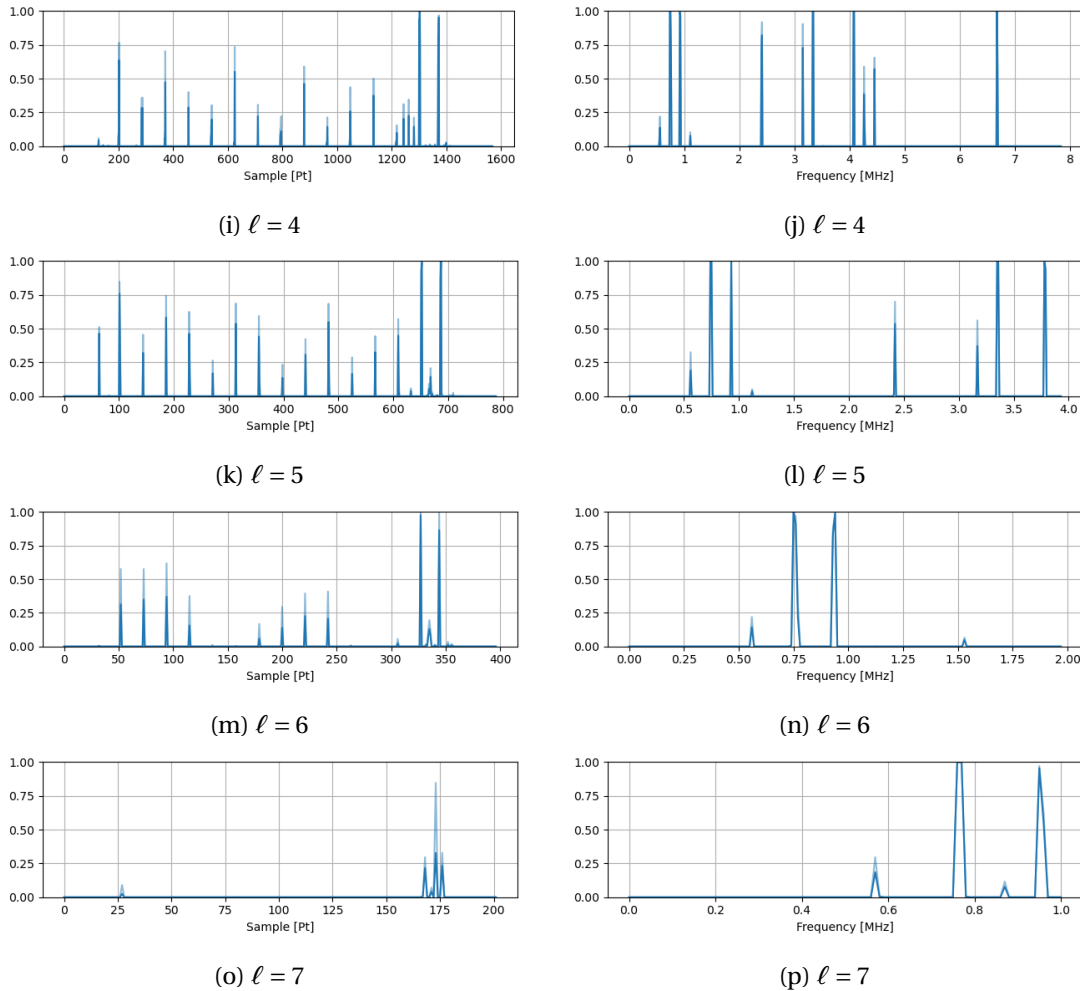 1.00
0.75
0.50
0.25
0.00
0 200 400 600 800 1000 1200 1400 1600
Sample [Pt]
(i) ℓ = 4
1.00
0.75
0.50
0.25
0.00
0 1 2 3 4 5 6 7 8
Frequency [MHz]
(j) ℓ = 4
1.00
0.75
0.50
0.25
0.00
0 100 200 300 400 500 600 700 800
Sample [Pt]
(k) ℓ = 5
1.00
0.75
0.50
0.25
0.00
0.0 0.5 1.0 1.5 2.0 2.5 3.0 3.5 4.0
Frequency [MHz]
(l) ℓ = 5
1.00
0.75
0.50
0.25
0.00
0 50 100 150 200 250 300 350 400
Sample [Pt]
(m) ℓ = 6
1.00
0.75
0.50
0.25
0.00
0.00 0.25 0.50 0.75 1.00 1.25 1.50 1.75 2.00
Frequency [MHz]
(n) ℓ = 6
1.00
0.75
0.50
0.25
0.00
0 25 50 75 100 125 150 175 200
Sample [Pt]
(o) ℓ = 7
1.00
0.75
0.50
0.25
0.00
0.0 0.2 0.4 0.6 0.8 1.0
Frequency [MHz]
(p) ℓ = 7